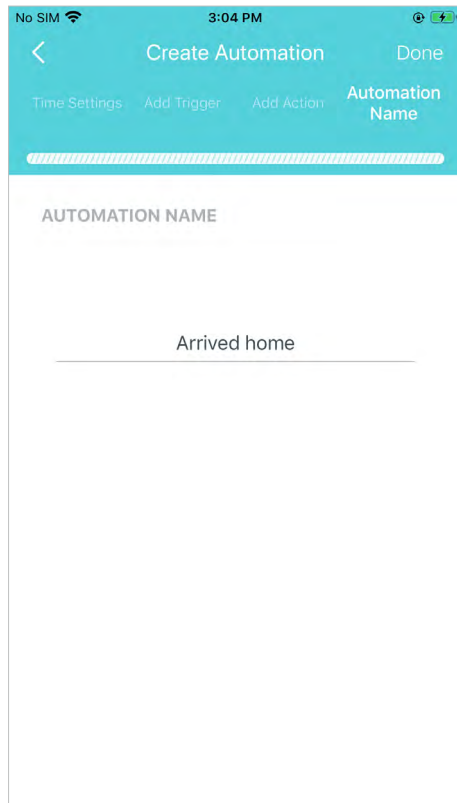 No SIM 3:04 PM
Create Automation Done
Time Settings Add Trigger Add Action Automation
Name
AUTOMATION NAME
Arrived home